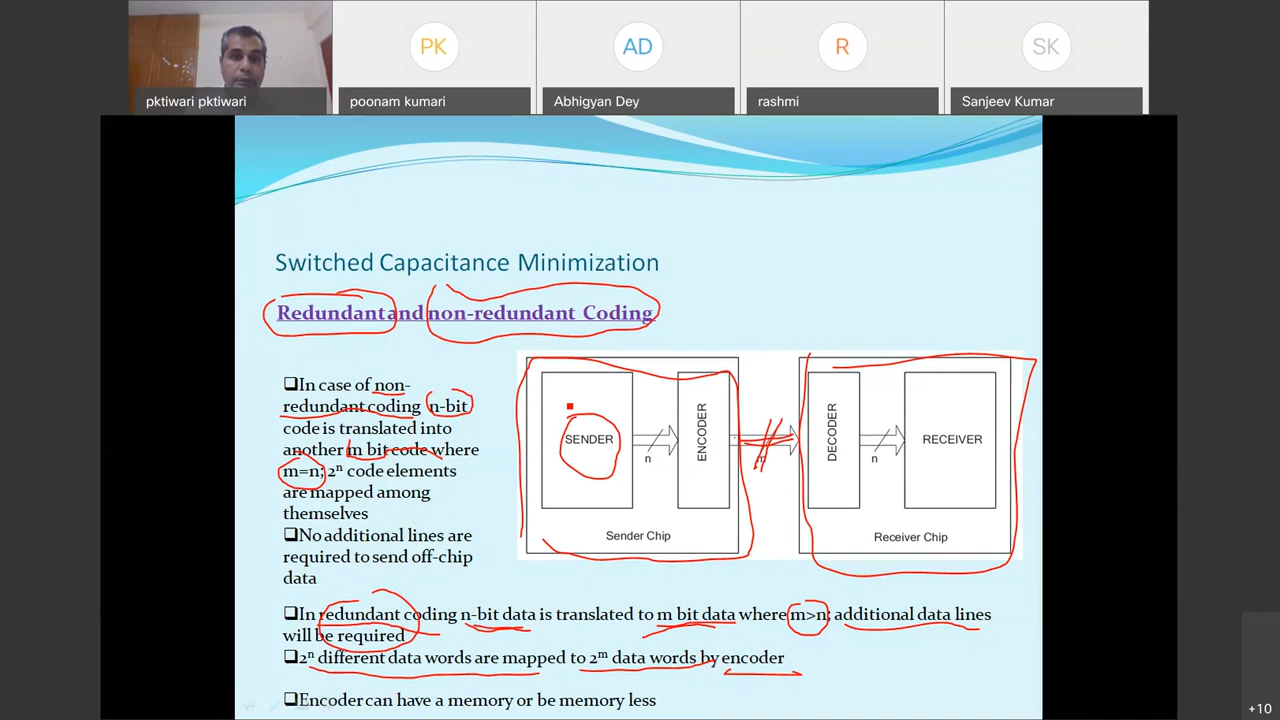 PK
AD
R
SK
pktiwari pktiwari
poonam kumari
Abhigyan Dey
rashmi
Sanjeev Kumar
Switched Capacitance Minimization
Redundant and non-redundant Coding
❑In case of non-
redundant coding n-bit
code is translated into
another m bit code where
m=n; 2ⁿ code elements
are mapped among
themselves
❑No additional lines are
required to send off-chip
data
SENDER
n
ENCODER
m
DECODER
n
RECEIVER
Sender Chip
Receiver Chip
❑In redundant coding n-bit data is translated to m bit data where m>n; additional data lines
will be required
❑2ⁿ different data words are mapped to 2ᵐ data words by encoder
❑Encoder can have a memory or be memory less
+10